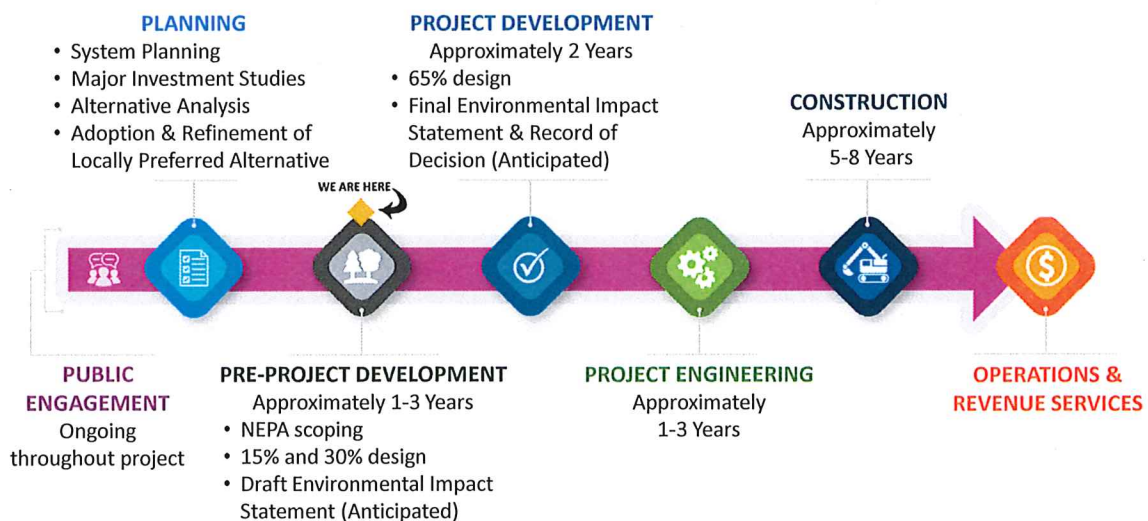 PLANNING
• System Planning
• Major Investment Studies
• Alternative Analysis
• Adoption & Refinement of
Locally Preferred Alternative
PROJECT DEVELOPMENT
Approximately 2 Years
• 65% design
• Final Environmental Impact
Statement & Record of
Decision (Anticipated)
CONSTRUCTION
Approximately
5-8 Years
WE ARE HERE
$
PUBLIC
ENGAGEMENT
Ongoing
throughout project
PRE-PROJECT DEVELOPMENT
Approximately 1-3 Years
• NEPA scoping
• 15% and 30% design
• Draft Environmental Impact
Statement (Anticipated)
PROJECT ENGINEERING
Approximately
1-3 Years
OPERATIONS &
REVENUE SERVICES